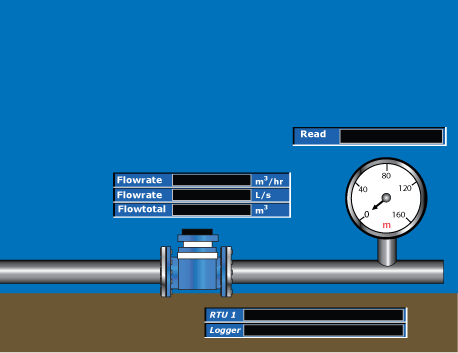 Read
80
40
120
0
160
m
Flowrate m³/hr
Flowrate L/s
Flowtotal m³
RTU 1
Logger